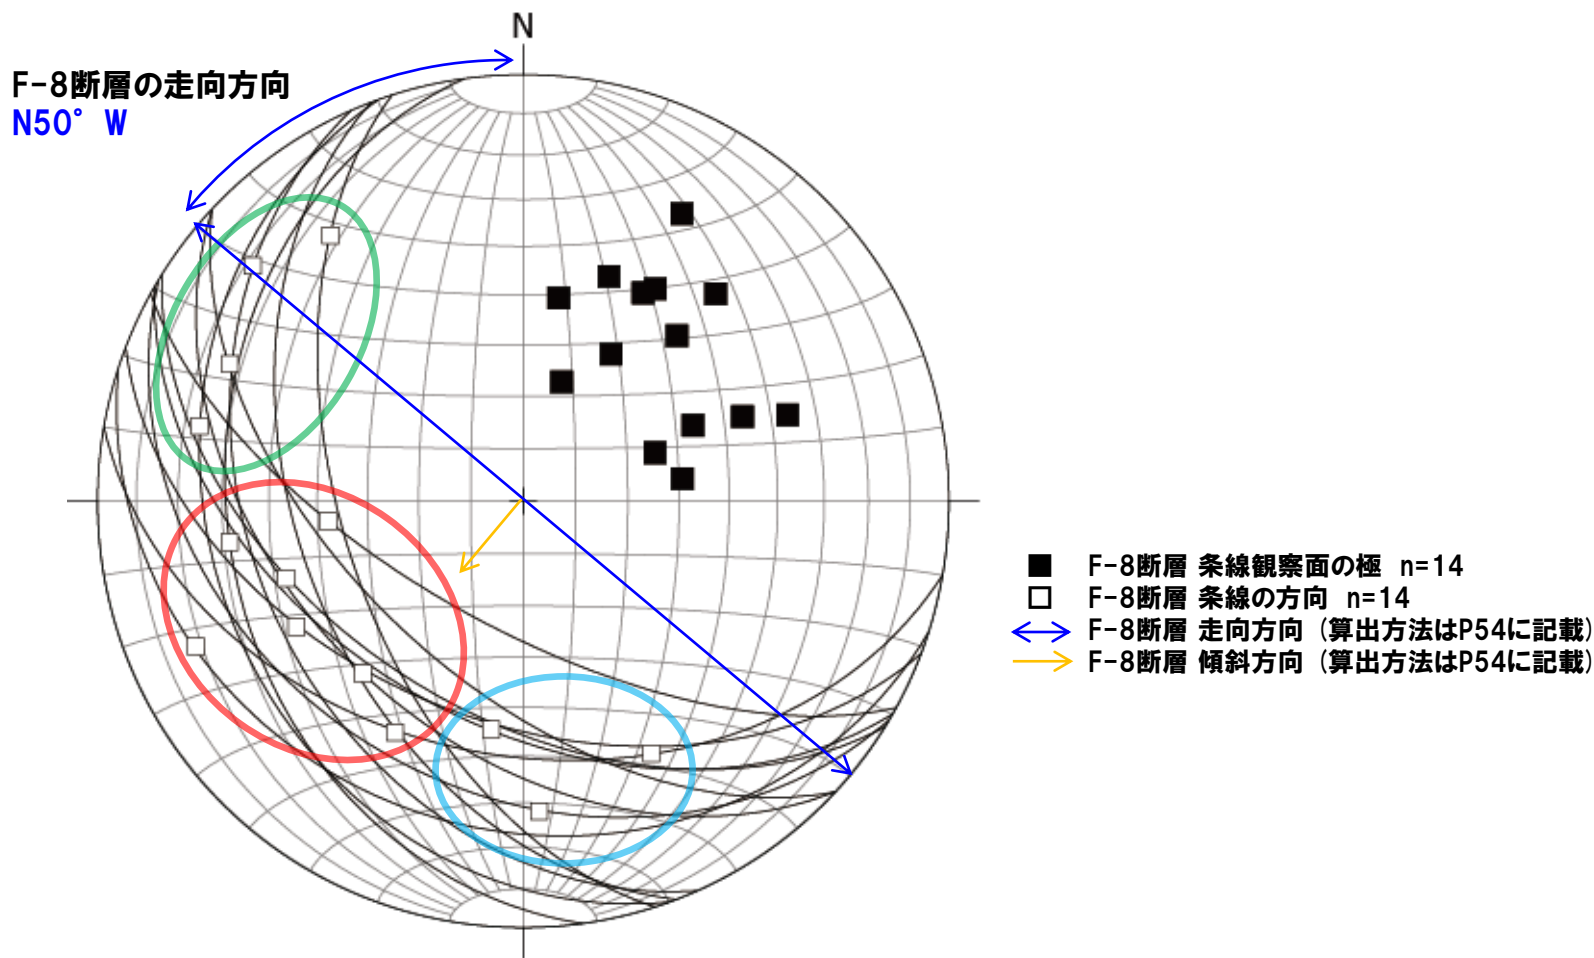 N
F-8断層の走向方向
N50°W
F-8断層 条線観察面の極 n=14
F-8断層 条線の方向 n=14
F-8断層 走向方向（算出方法はP54に記載）
F-8断層 傾斜方向（算出方法はP54に記載）